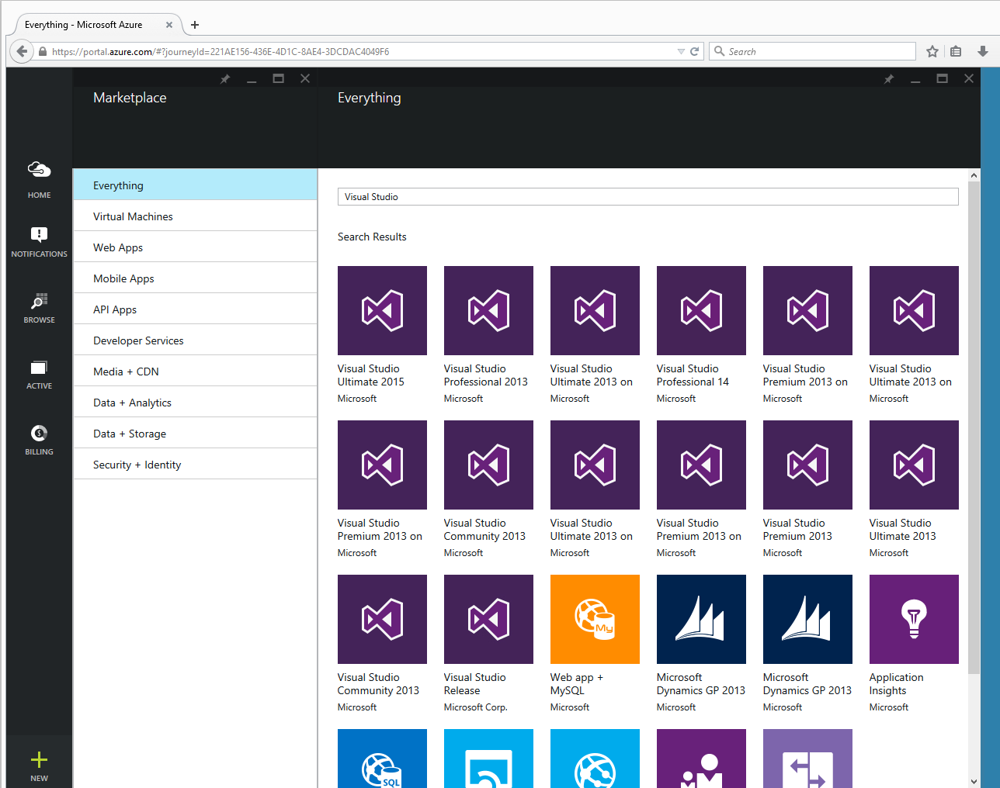 Everything - Microsoft Azure
https://portal.azure.com/#?journeyId=221AE156-436E-4D1C-8AE4-3DCDAC4049F6
Search
Marketplace
Everything
HOME
NOTIFICATIONS
BROWSE
ACTIVE
BILLING
NEW
Everything
Virtual Machines
Web Apps
Mobile Apps
API Apps
Developer Services
Media + CDN
Data + Analytics
Data + Storage
Security + Identity
Visual Studio
Search Results
Visual Studio
Ultimate 2015
Microsoft
Visual Studio
Professional 2013
Microsoft
Visual Studio
Ultimate 2013 on
Microsoft
Visual Studio
Professional 14
Microsoft
Visual Studio
Premium 2013 on
Microsoft
Visual Studio
Ultimate 2013 on
Microsoft
Visual Studio
Premium 2013 on
Microsoft
Visual Studio
Community 2013
Microsoft
Visual Studio
Ultimate 2013 on
Microsoft
Visual Studio
Premium 2013 on
Microsoft
Visual Studio
Premium 2013
Microsoft
Visual Studio
Ultimate 2013
Microsoft
Visual Studio
Community 2013
Microsoft
Visual Studio
Release
Microsoft Corp.
My
Web app +
MySQL
Microsoft
Microsoft
Dynamics GP 2013
Microsoft
Microsoft
Dynamics GP 2013
Microsoft
Application
Insights
Microsoft
SQL